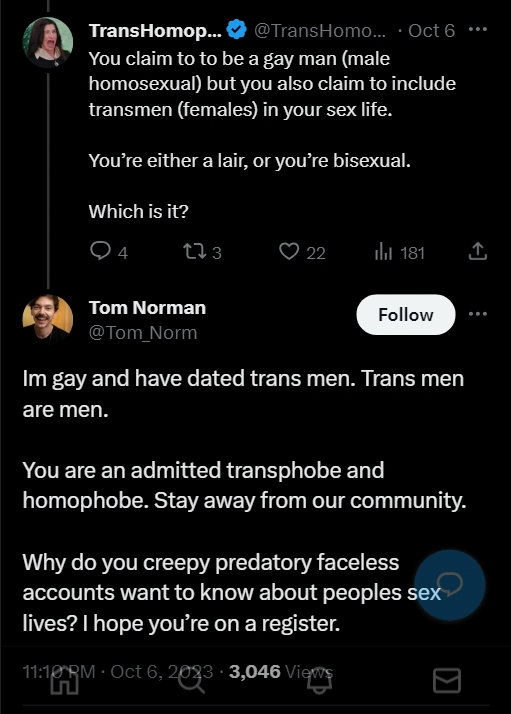 TransHomop... @TransHomo... · Oct 6
You claim to to be a gay man (male
homosexual) but you also claim to include
transmen (females) in your sex life.
You’re either a lair, or you’re bisexual.
Which is it?
4 3 22 181
Tom Norman
@Tom_Norm
Follow
Im gay and have dated trans men. Trans men
are men.
You are an admitted transphobe and
homophobe. Stay away from our community.
Why do you creepy predatory faceless
accounts want to know about peoples sex
lives? I hope you’re on a register.
11:10 PM · Oct 6, 2023 · 3,046 Views